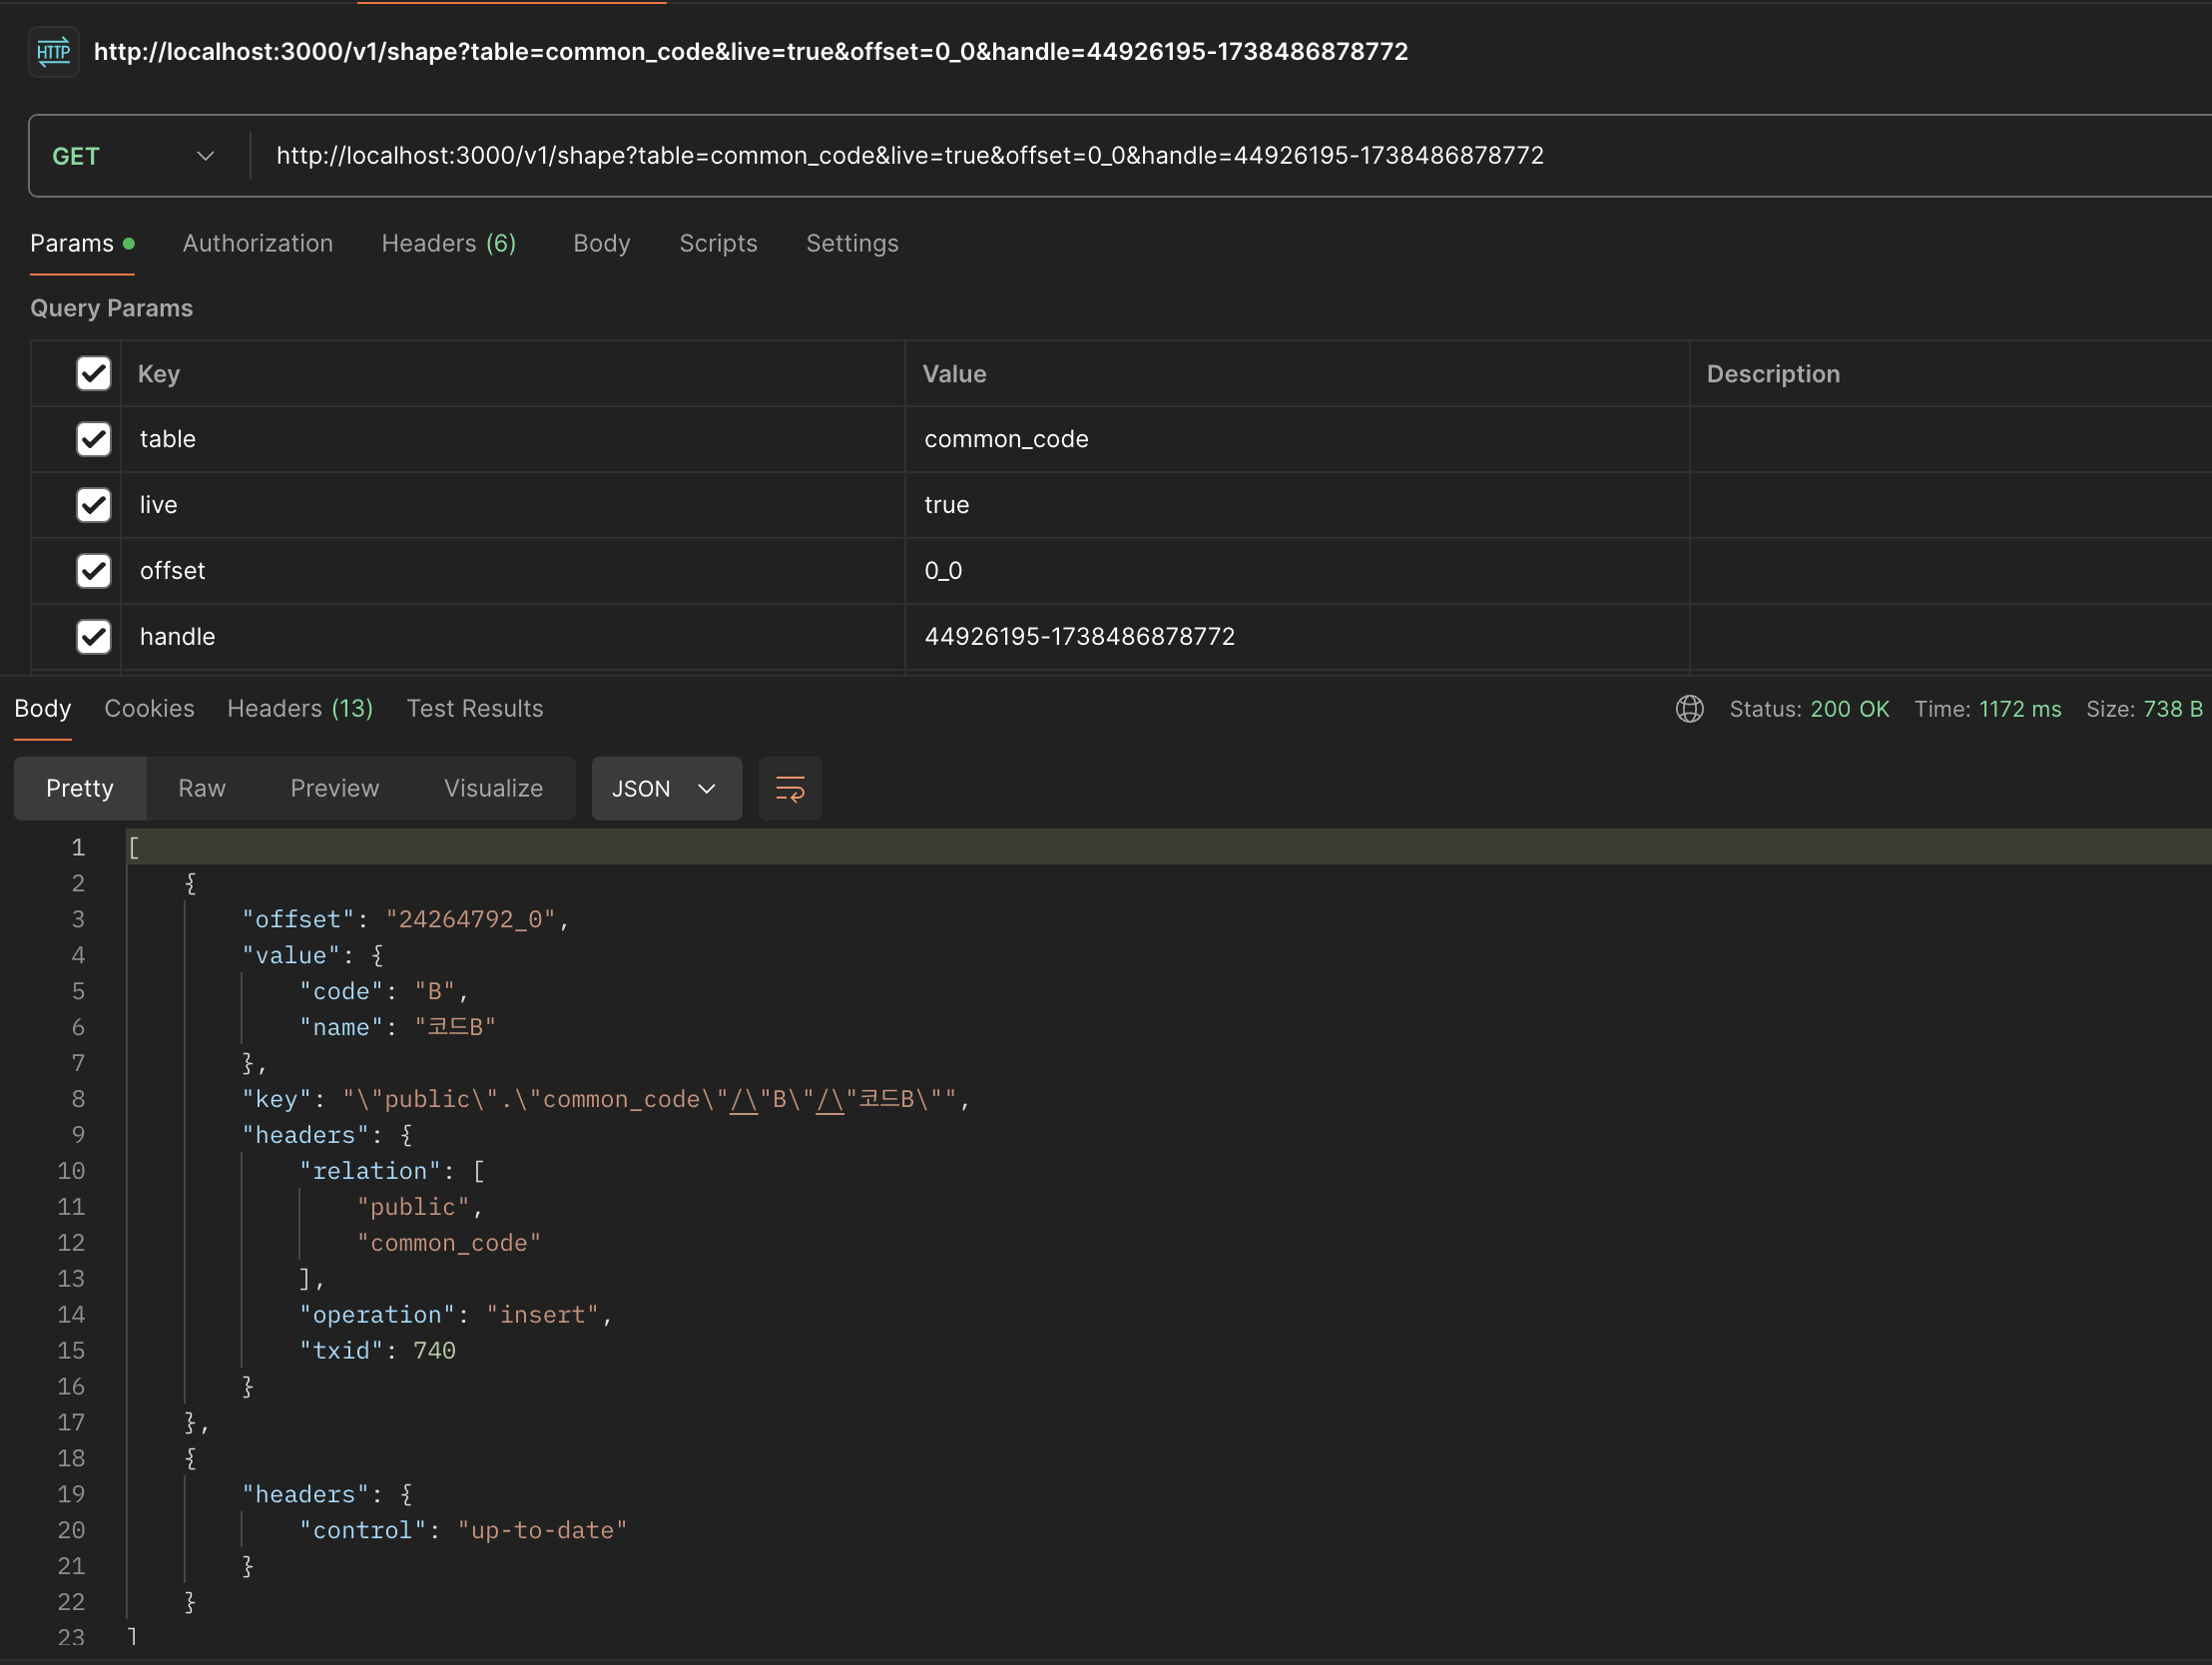 HTTP http://localhost:3000/v1/shape?table=common_code&live=true&offset=0_0&handle=44926195-1738486878772
GET http://localhost:3000/v1/shape?table=common_code&live=true&offset=0_0&handle=44926195-1738486878772
Params Authorization Headers (6) Body Scripts Settings
Query Params
Key Value Description
table common_code
live true
offset 0_0
handle 44926195-1738486878772
Body Cookies Headers (13) Test Results Status: 200 OK Time: 1172 ms Size: 738 B
Pretty Raw Preview Visualize JSON
1 [
2 {
3 "offset": "24264792_0",
4 "value": {
5 "code": "B",
6 "name": "코드B"
7 },
8 "key": "\"public\".\"common_code\"/\"B\"/\"코드B\"",
9 "headers": {
10 "relation": [
11 "public",
12 "common_code"
13 ],
14 "operation": "insert",
15 "txid": 740
16 }
17 },
18 {
19 "headers": {
20 "control": "up-to-date"
21 }
22 }
23 ]